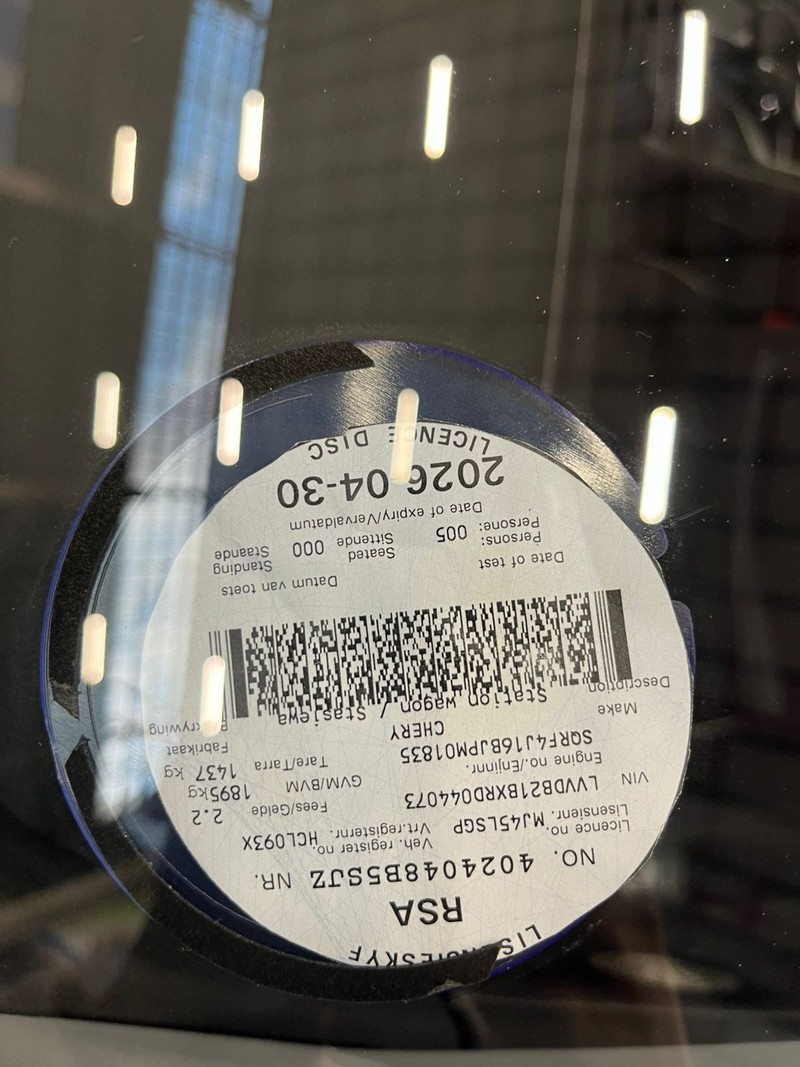 LISENSIESKYF
RSA
NO. 4024048B5SJZ NR.
Licence no. Lisensienr. MJ45LSGP Veh. register no. Vrt.registernr. HCL093X
VIN LVVDB21BXRD044073 Fees/Gelde 2.2
Engine no./Enjinnr. SQRF4J16BJPM01835 GVM/BVM 1895kg
Make Fabrikaat CHERY Tare/Tarra 1437 kg
Description Station wagon / Stasiewa
Date of test Datum van toets
Persons: Persone: 005 Seated Sittende 000 Standing Staande
Date of expiry/Vervaldatum
2026-04-30
LICENCE DISC